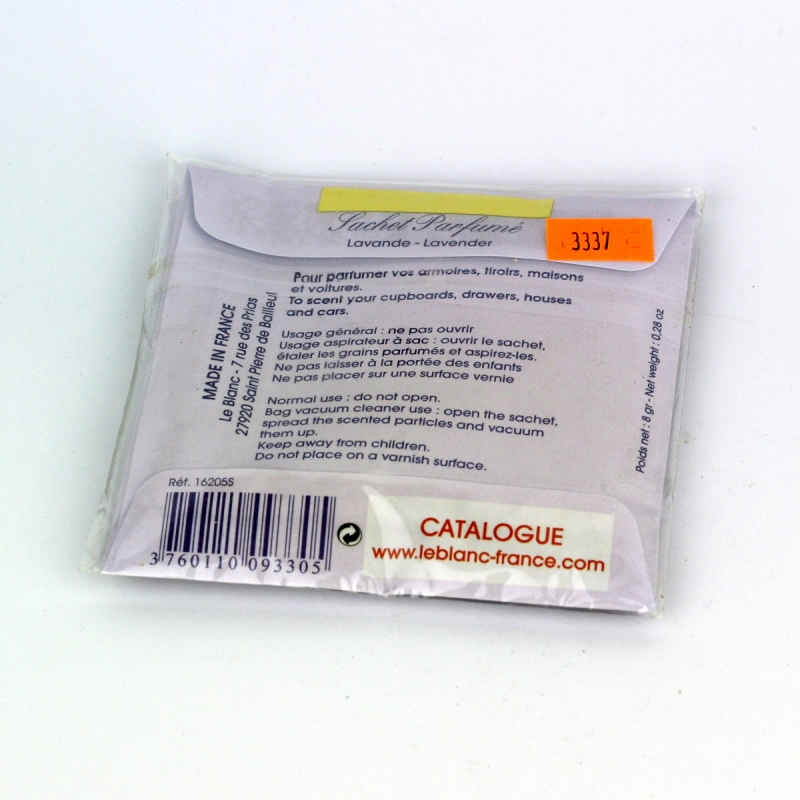 Sachet Parfumé
Lavande - Lavender
3337
Pour parfumer vos armoires, tiroirs, maisons
et voitures.
To scent your cupboards, drawers, houses
and cars.
Usage général : ne pas ouvrir
Usage aspirateur à sac : ouvrir le sachet,
étaler les grains parfumés et aspirez-les.
Ne pas laisser à la portée des enfants
Ne pas placer sur une surface vernie
Normal use : do not open.
Bag vacuum cleaner use : open the sachet,
spread the scented particles and vacuum
them up.
Keep away from children.
Do not place on a varnish surface.
MADE IN FRANCE
Le Blanc - 7 rue des Prias
27920 Saint Pierre de Bailleul
Poids net : 8 gr - Net weight : 0,28 oz
Réf. 16205S
3 760110 093305
CATALOGUE
www.leblanc-france.com